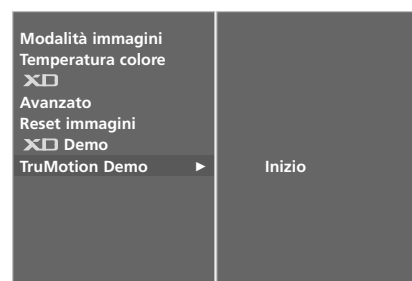 Modalità immagini
Temperatura colore
XD
Avanzato
Reset immagini
XD Demo
TruMotion Demo ►
Inizio